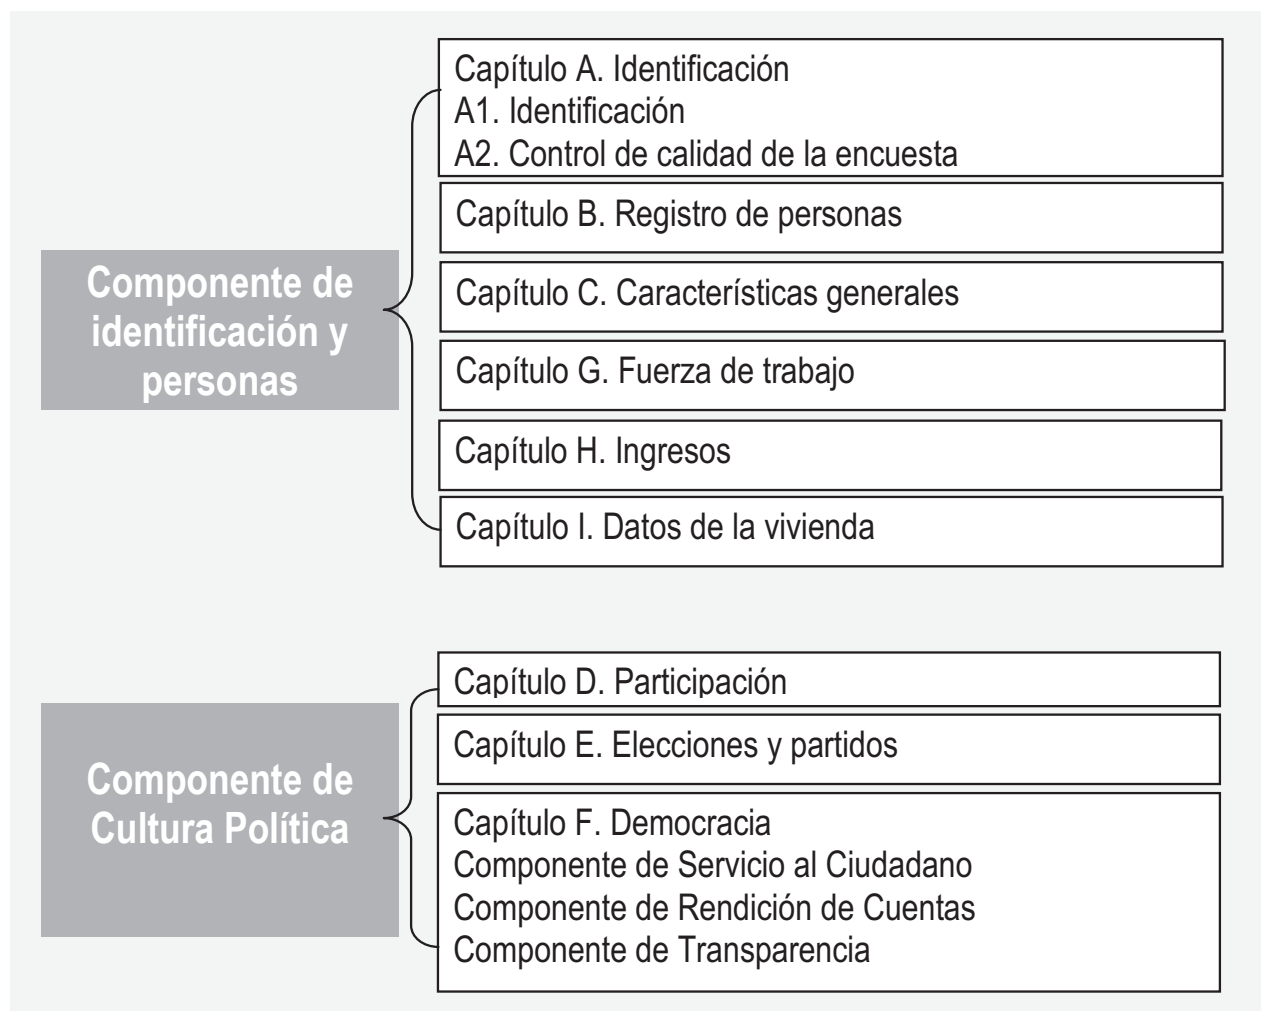 Componente de
identificación y
personas
Capítulo A. Identificación
A1. Identificación
A2. Control de calidad de la encuesta
Capítulo B. Registro de personas
Capítulo C. Características generales
Capítulo G. Fuerza de trabajo
Capítulo H. Ingresos
Capítulo I. Datos de la vivienda
Componente de
Cultura Política
Capítulo D. Participación
Capítulo E. Elecciones y partidos
Capítulo F. Democracia
Componente de Servicio al Ciudadano
Componente de Rendición de Cuentas
Componente de Transparencia